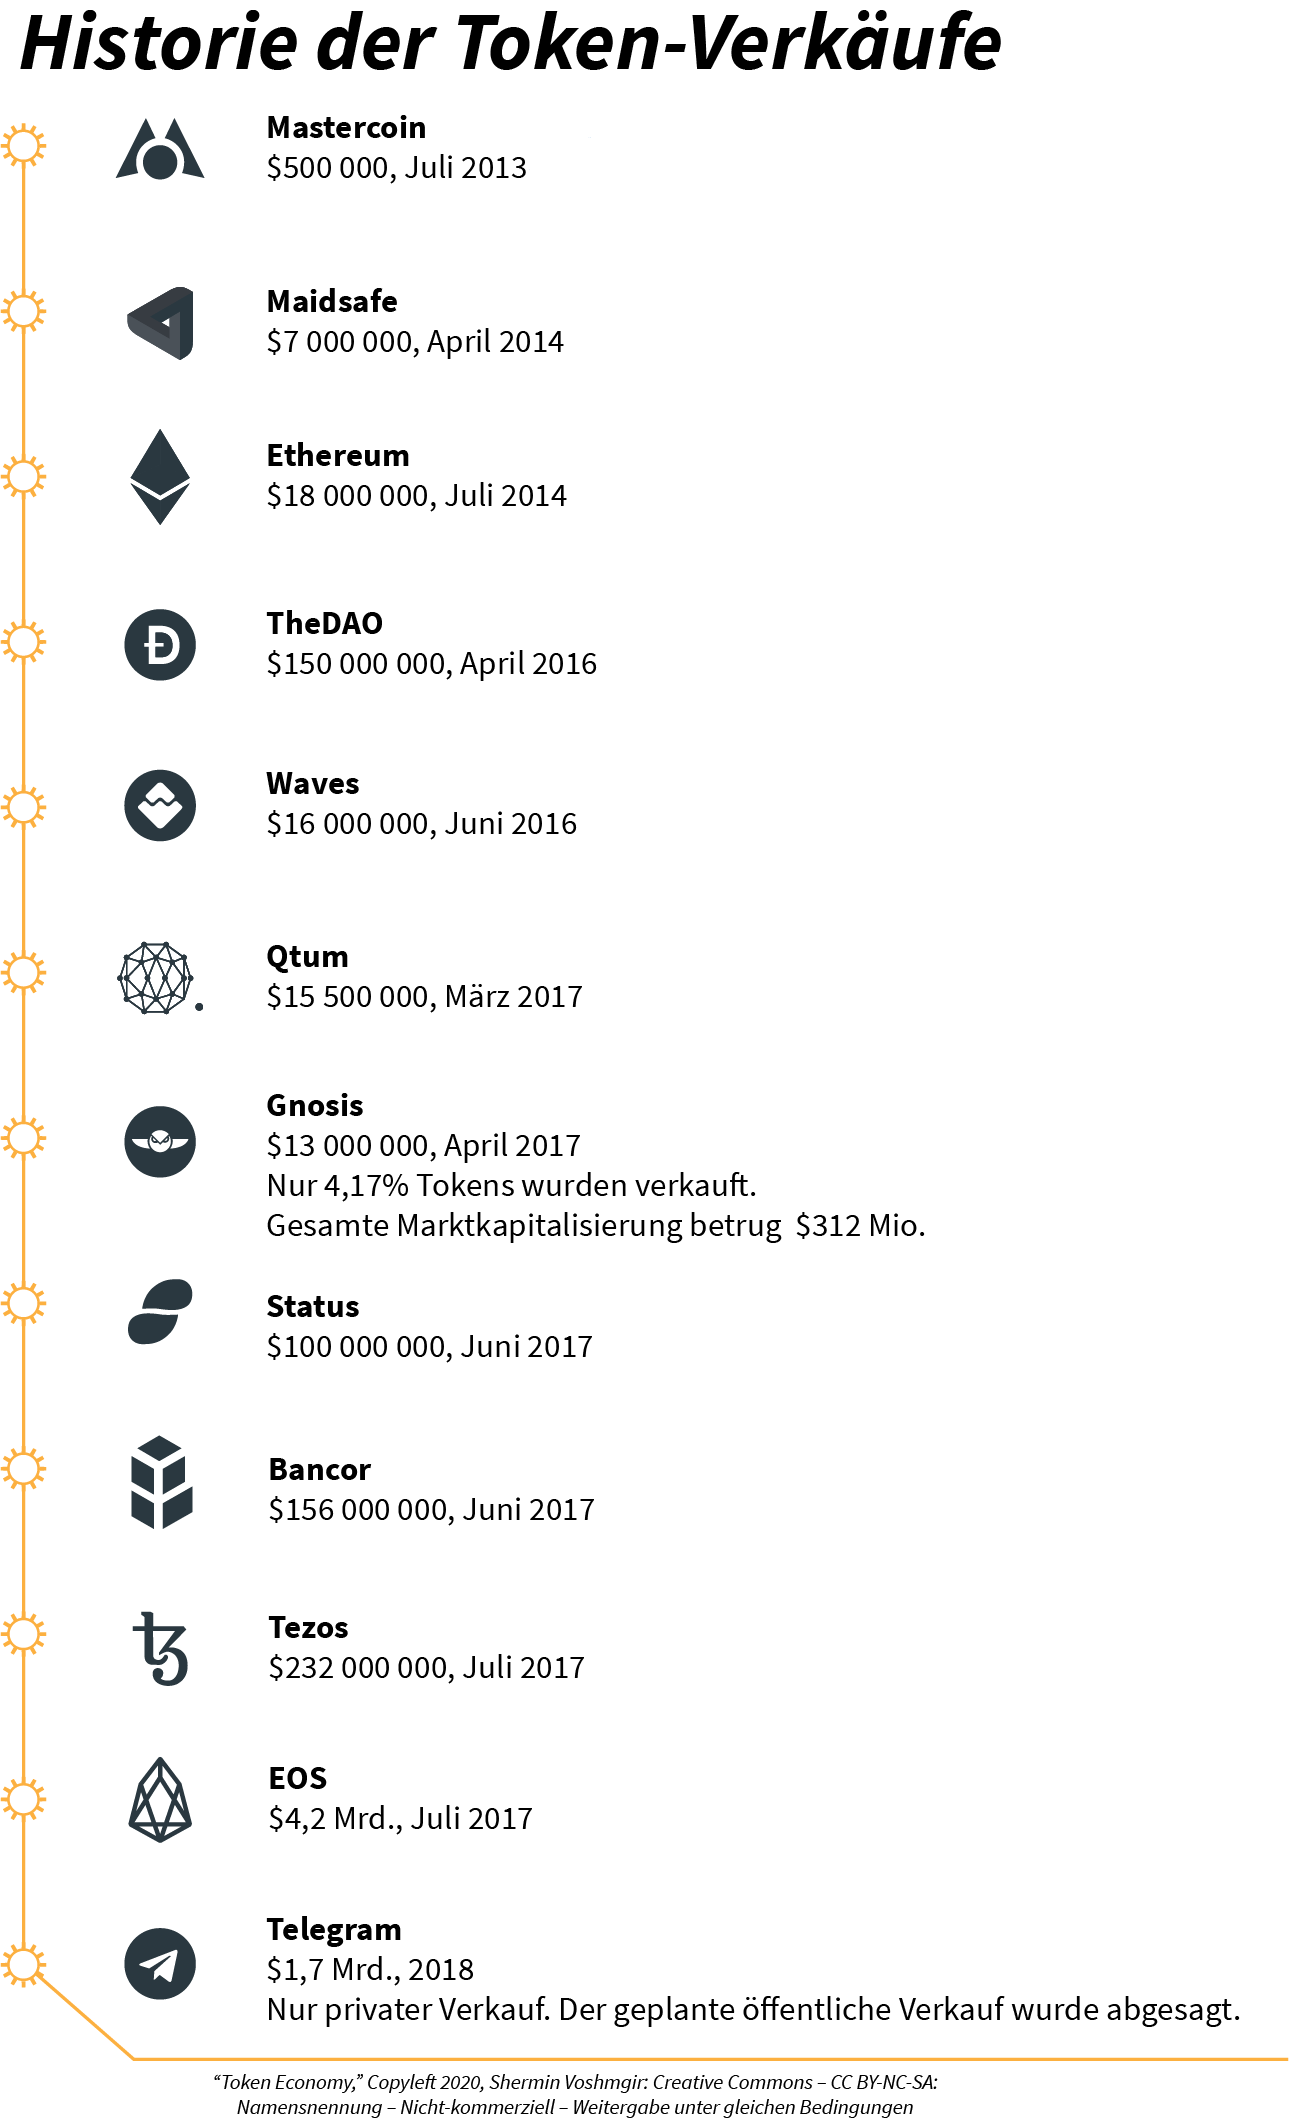 Historie der Token-Verkäufe
Mastercoin
$500 000, Juli 2013
Maidsafe
$7 000 000, April 2014
Ethereum
$18 000 000, Juli 2014
TheDAO
$150 000 000, April 2016
Waves
$16 000 000, Juni 2016
Qtum
$15 500 000, März 2017
Gnosis
$13 000 000, April 2017
Nur 4,17% Tokens wurden verkauft.
Gesamte Marktkapitalisierung betrug  $312 Mio.
Status
$100 000 000, Juni 2017
Bancor
$156 000 000, Juni 2017
Tezos
$232 000 000, Juli 2017
EOS
$4,2 Mrd., Juli 2017
Telegram
$1,7 Mrd., 2018
Nur privater Verkauf. Der geplante öffentliche Verkauf wurde abgesagt.
“Token Economy,” Copyleft 2020, Shermin Voshmgir: Creative Commons – CC BY-NC-SA:
Namensnennung – Nicht-kommerziell – Weitergabe unter gleichen Bedingungen